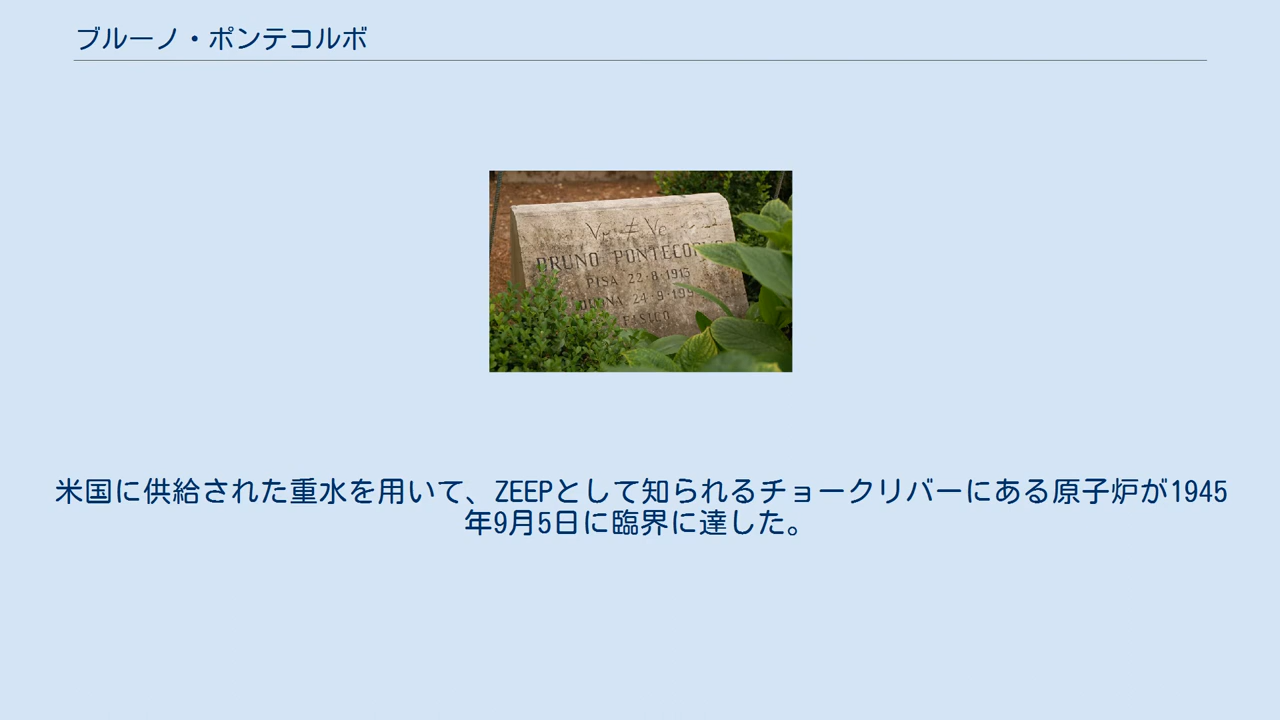 ブルーノ・ポンテコルボ
BRUNO PONTECOR
PISA 22·8·1913
24·9·199
米国に供給された重水を用いて、ZEEPとして知られるチョークリバーにある原子炉が1945
年9月5日に臨界に達した。